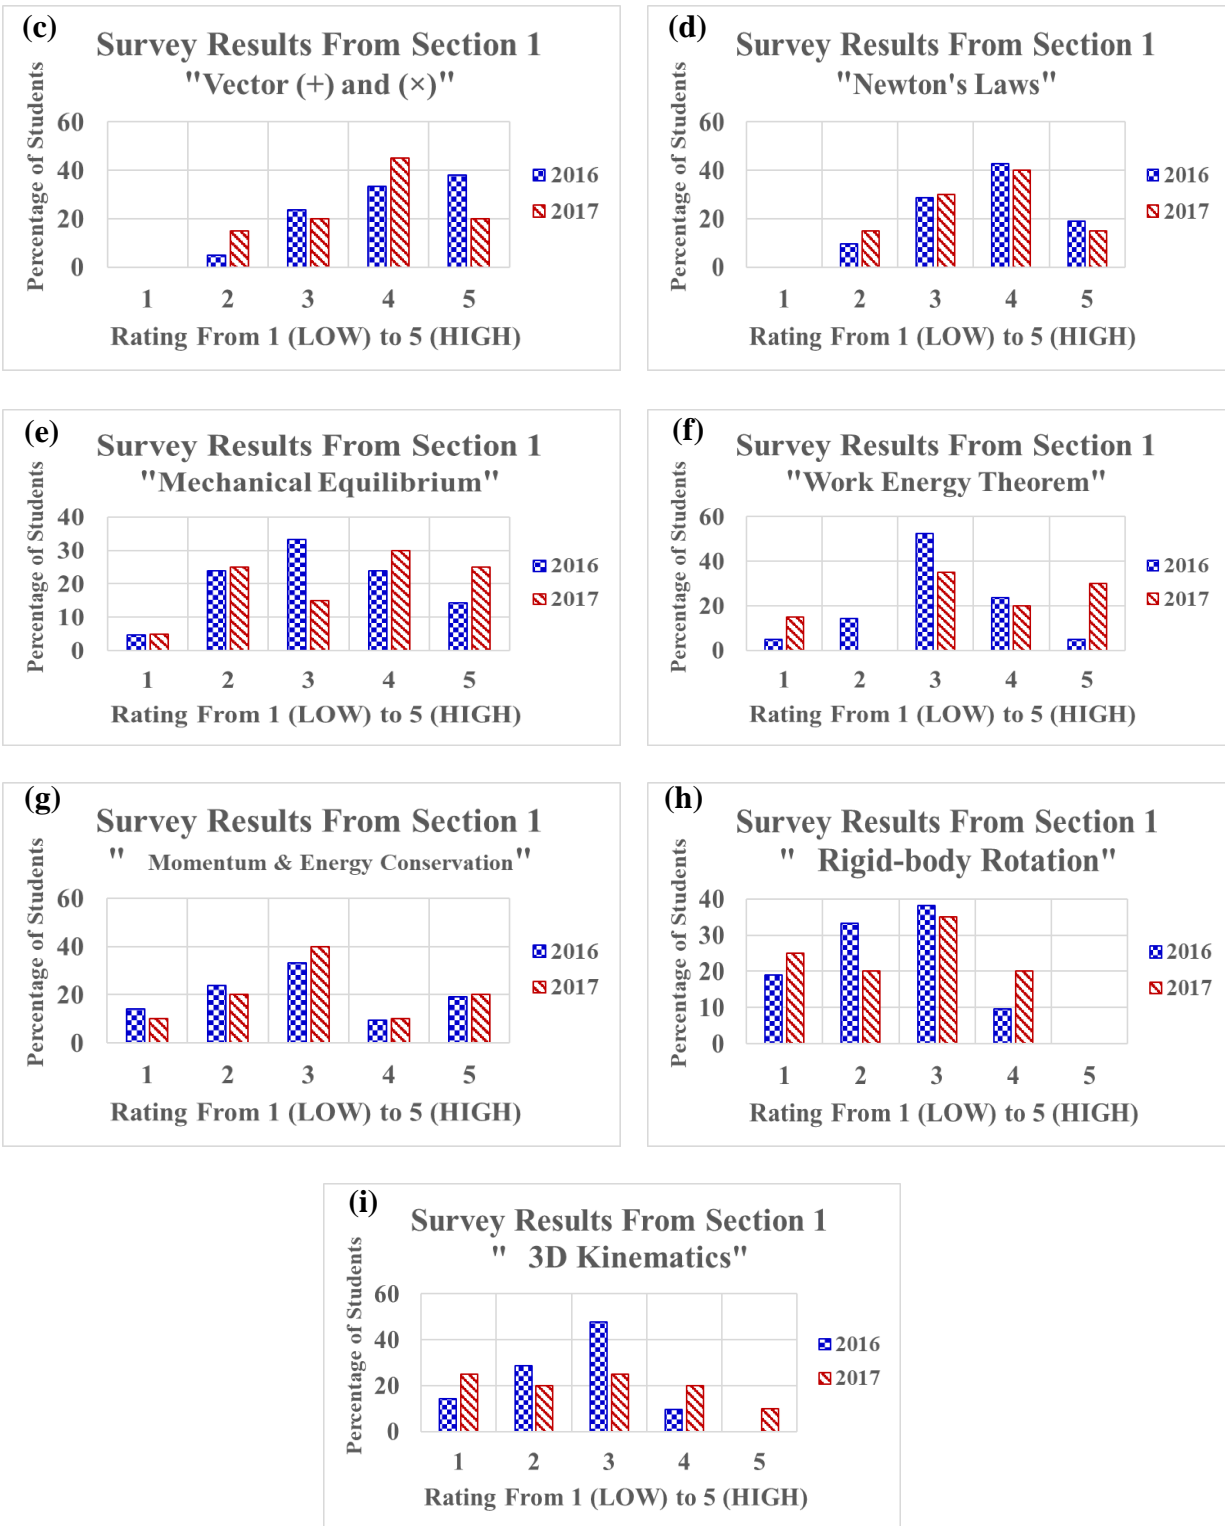 (c)
Survey Results From Section 1
"Vector (+) and (×)"
Percentage of Students
60
40
20
0
1 2 3 4 5
Rating From 1 (LOW) to 5 (HIGH)
2016
2017
(d)
Survey Results From Section 1
"Newton's Laws"
Percentage of Students
60
40
20
0
1 2 3 4 5
Rating From 1 (LOW) to 5 (HIGH)
2016
2017
(e)
Survey Results From Section 1
"Mechanical Equilibrium"
Percentage of Students
40
30
20
10
0
1 2 3 4 5
Rating From 1 (LOW) to 5 (HIGH)
2016
2017
(f)
Survey Results From Section 1
"Work Energy Theorem"
Percentage of Students
60
40
20
0
1 2 3 4 5
Rating From 1 (LOW) to 5 (HIGH)
2016
2017
(g)
Survey Results From Section 1
" Momentum & Energy Conservation"
Percentage of Students
60
40
20
0
1 2 3 4 5
Rating From 1 (LOW) to 5 (HIGH)
2016
2017
(h)
Survey Results From Section 1
" Rigid-body Rotation"
Percentage of Students
40
30
20
10
0
1 2 3 4 5
Rating From 1 (LOW) to 5 (HIGH)
2016
2017
(i)
Survey Results From Section 1
" 3D Kinematics"
Percentage of Students
60
40
20
0
1 2 3 4 5
Rating From 1 (LOW) to 5 (HIGH)
2016
2017